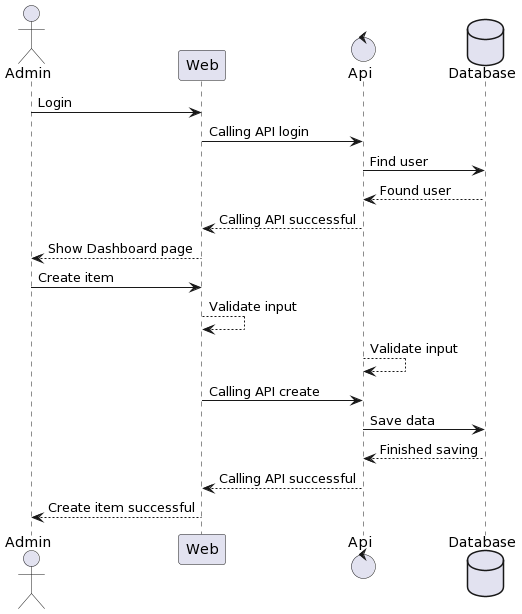 Admin
Web
Api
Database
Login
Calling API login
Find user
Found user
Calling API successful
Show Dashboard page
Create item
Validate input
Validate input
Calling API create
Save data
Finished saving
Calling API successful
Create item successful
Admin
Web
Api
Database